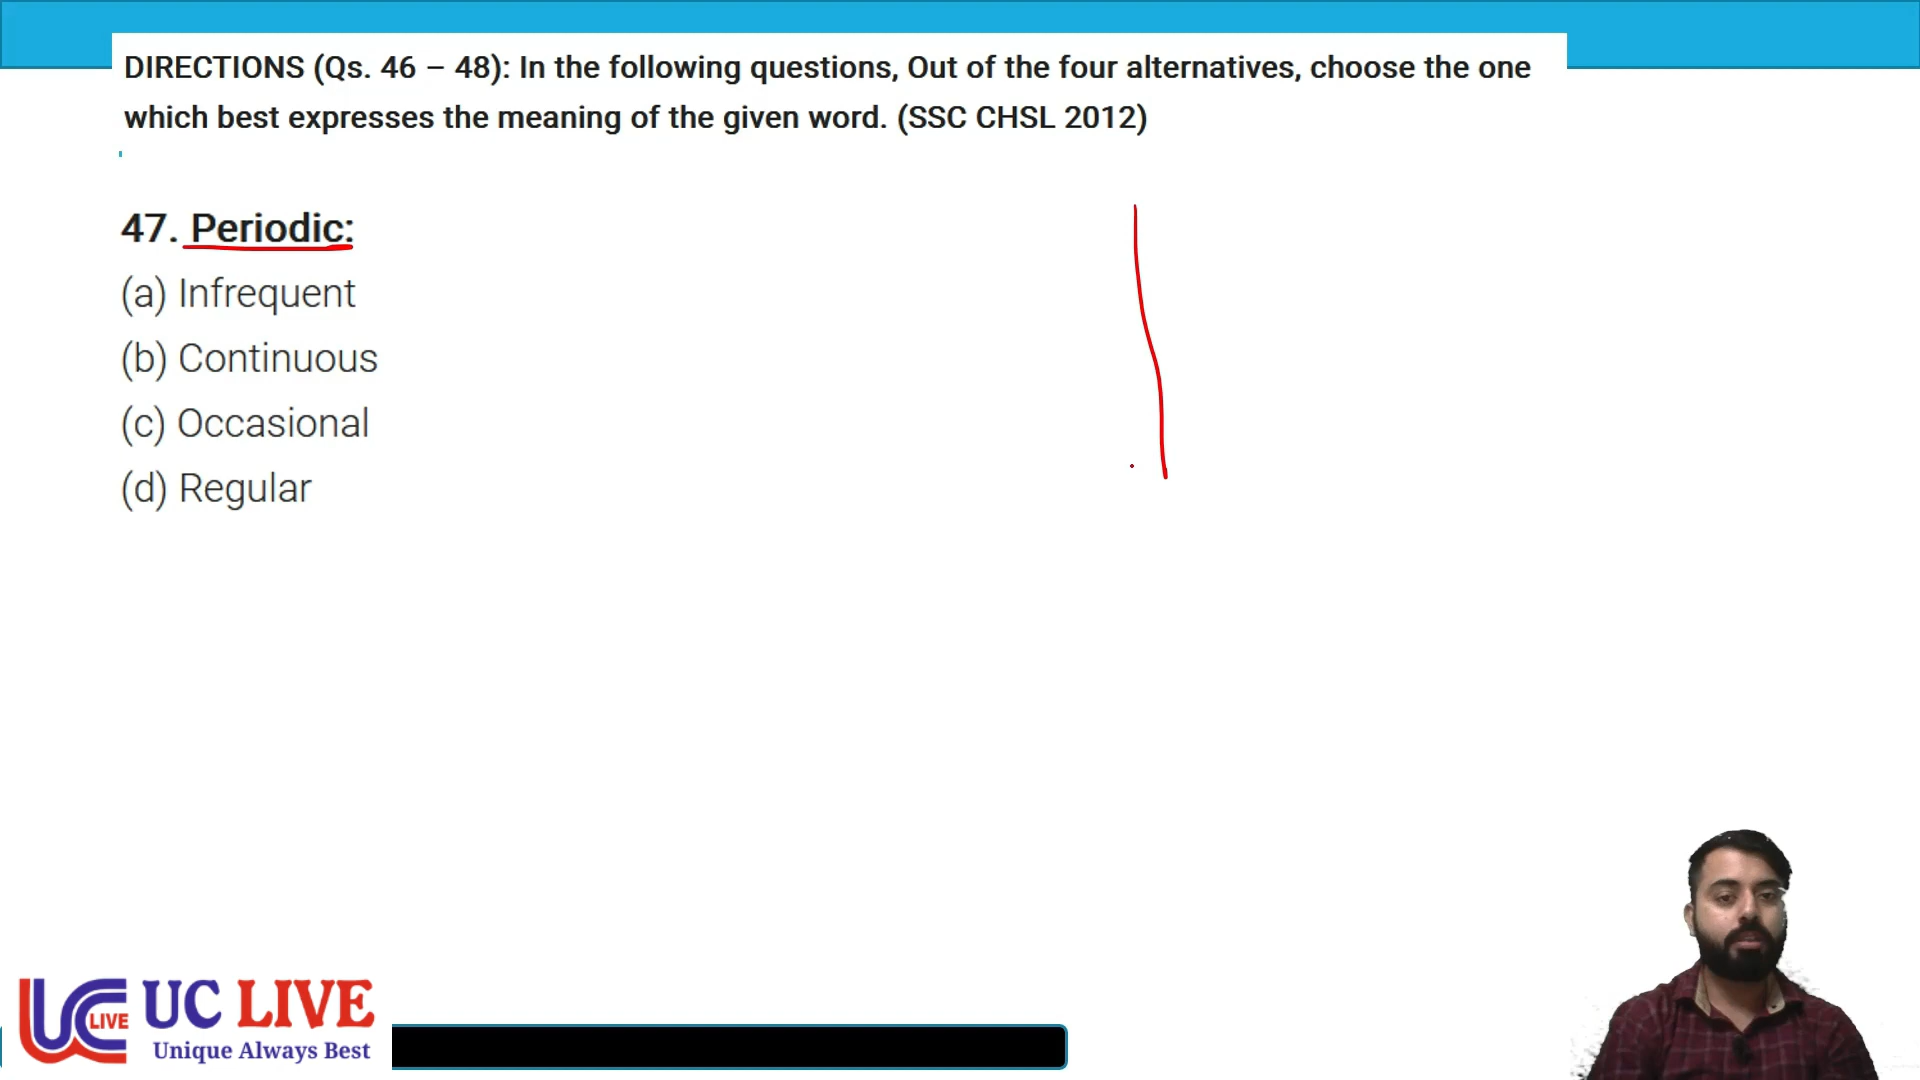 DIRECTIONS (Qs. 46 – 48): In the following questions, Out of the four alternatives, choose the one
which best expresses the meaning of the given word. (SSC CHSL 2012)
47. Periodic:
(a) Infrequent
(b) Continuous
(c) Occasional
(d) Regular
UC LIVE
LIVE
Unique Always Best